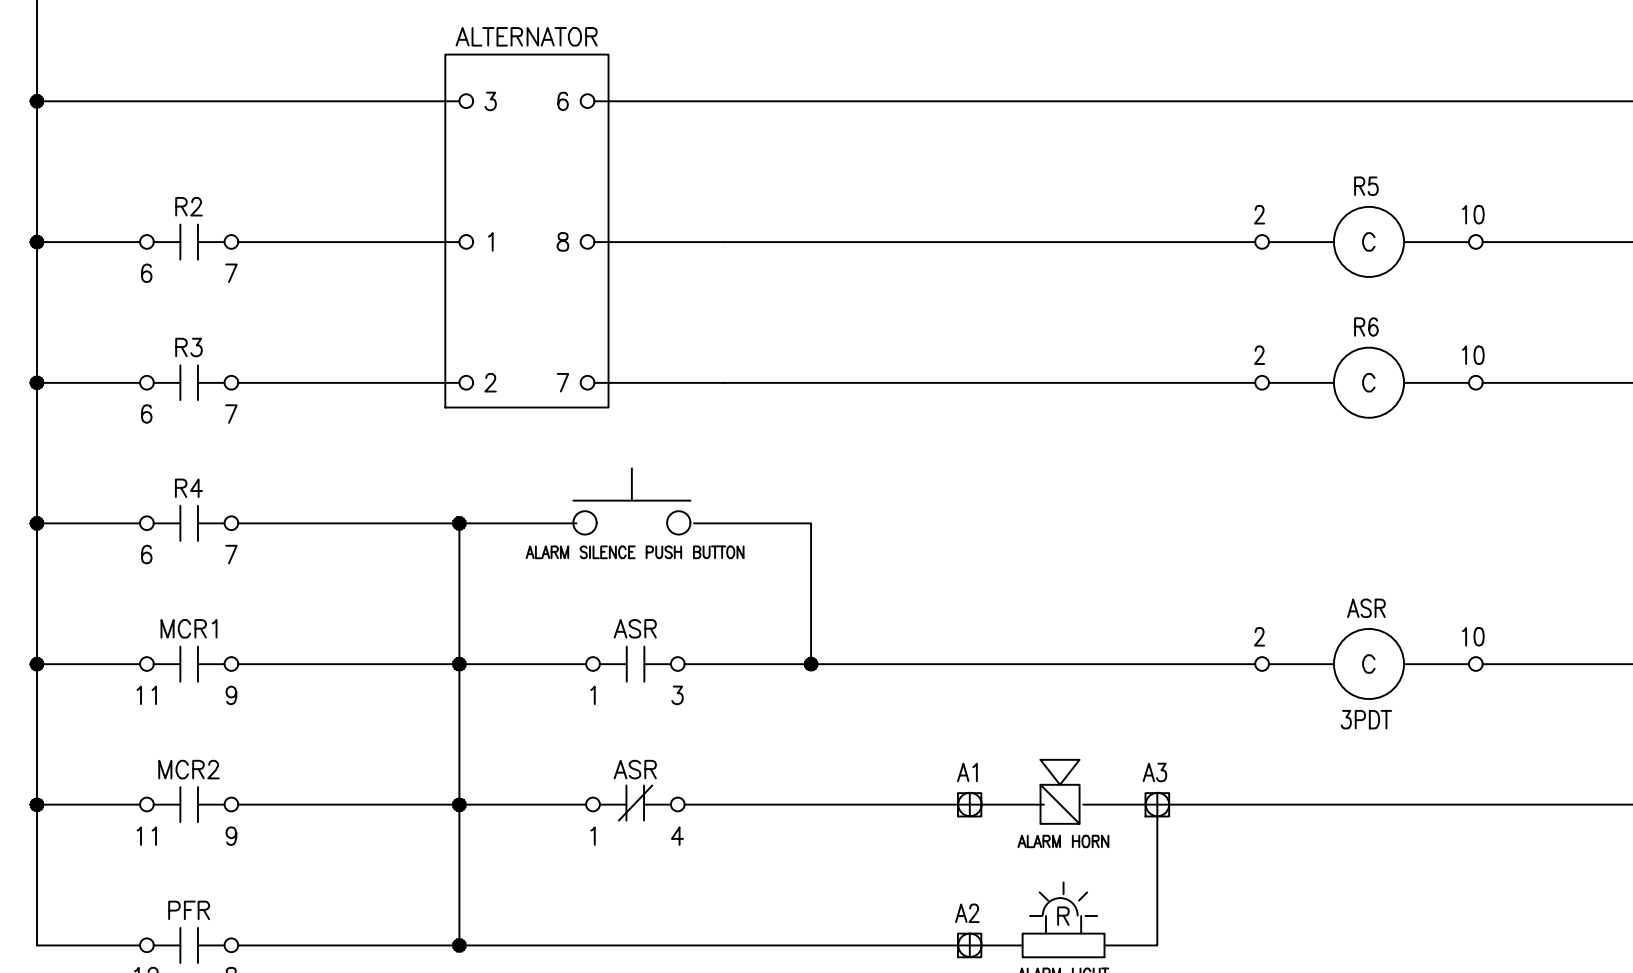 ALTERNATOR
3 6
R5
R2
2 10
1 8 C
6 7
R6
R3
2 10
2 7 C
6 7
R4
ALARM SILENCE PUSH BUTTON
6 7
MCR1 ASR ASR
2 10
C
11 9 1 3
3PDT
MCR2 ASR A1 A3
11 9 1 4 ALARM HORN
PFR A2 R